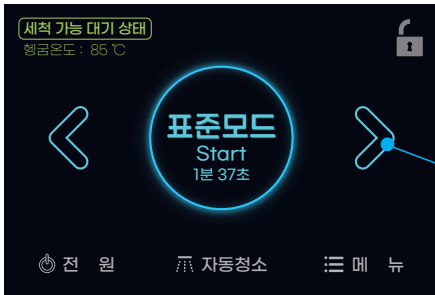 세척 가능 대기 상태
헹굼온도 : 85 ℃
표준모드
Start
1분 37초
전 원
자동청소
메 뉴